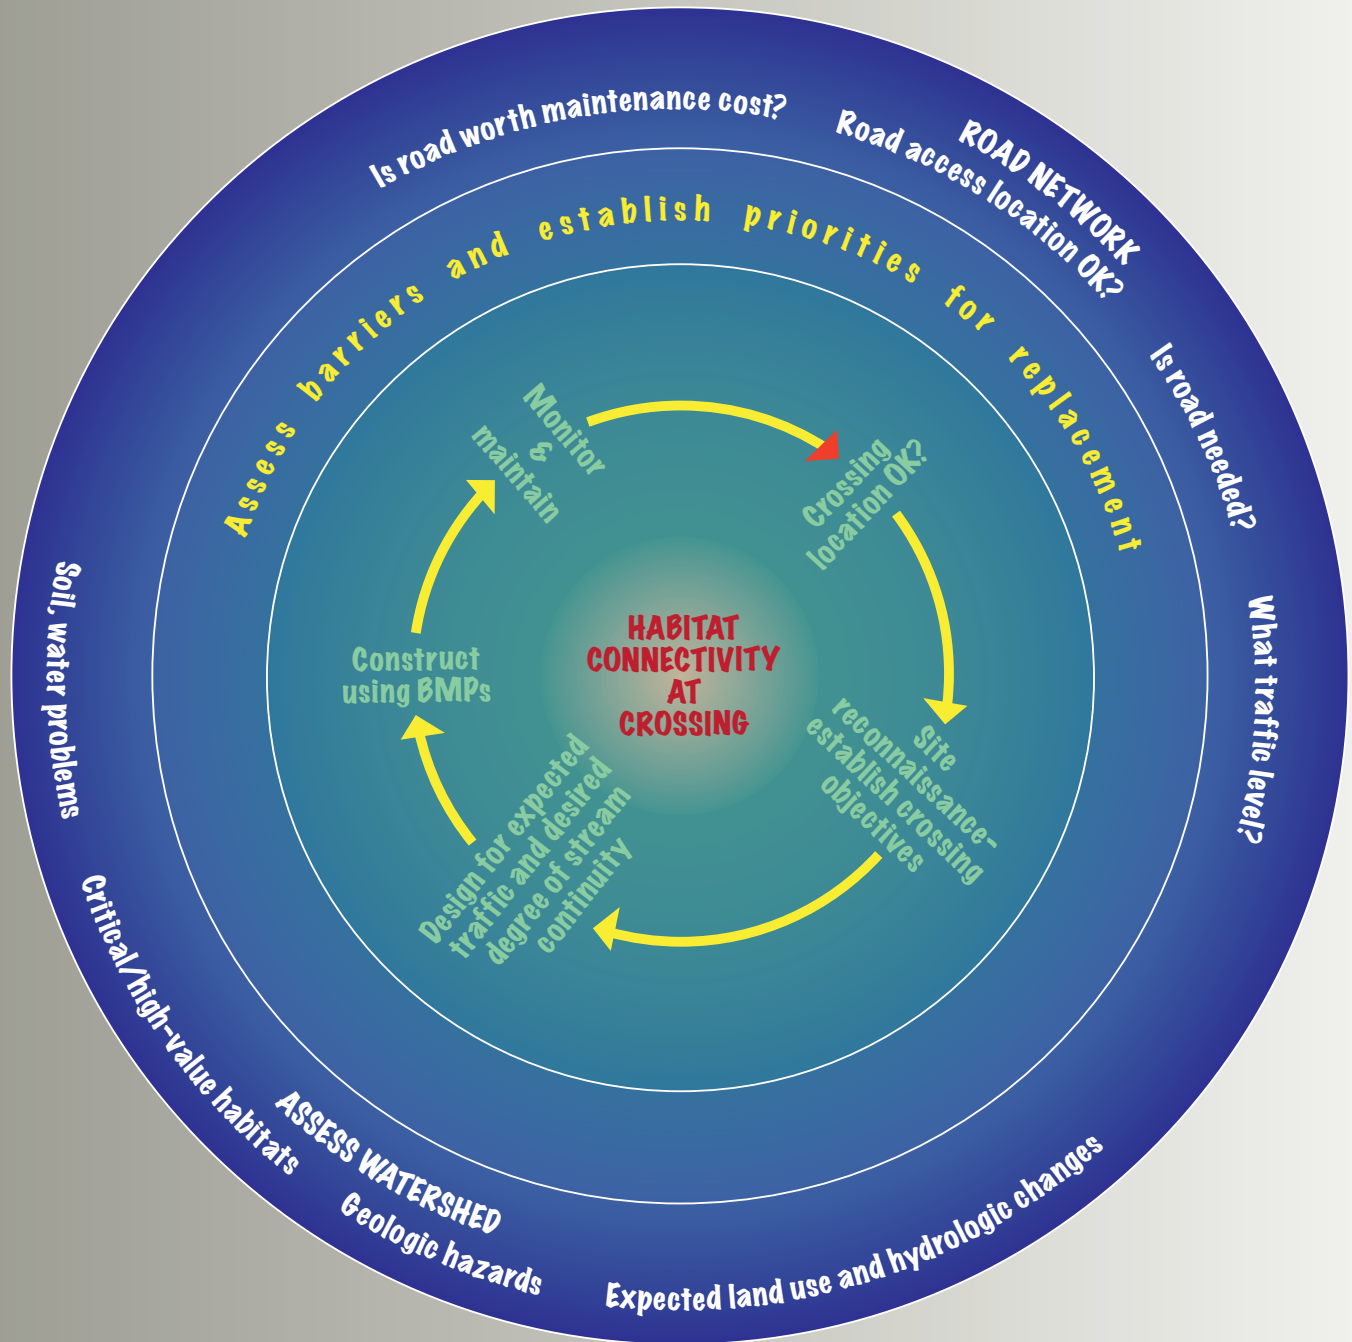 Is road worth maintenance cost?
ROAD NETWORK
Road access location OK?
Is road needed?
What traffic level?
Assess barriers and establish priorities for replacement
Monitor
&
maintain
Crossing
location OK?
Site
reconnaissance-
establish crossing
objectives
Design for expected
traffic and desired
degree of stream
continuity
Construct
using BMPs
HABITAT
CONNECTIVITY
AT
CROSSING
Soil, water problems
Critical/high-value habitats
ASSESS WATERSHED
Geologic hazards
Expected land use and hydrologic changes